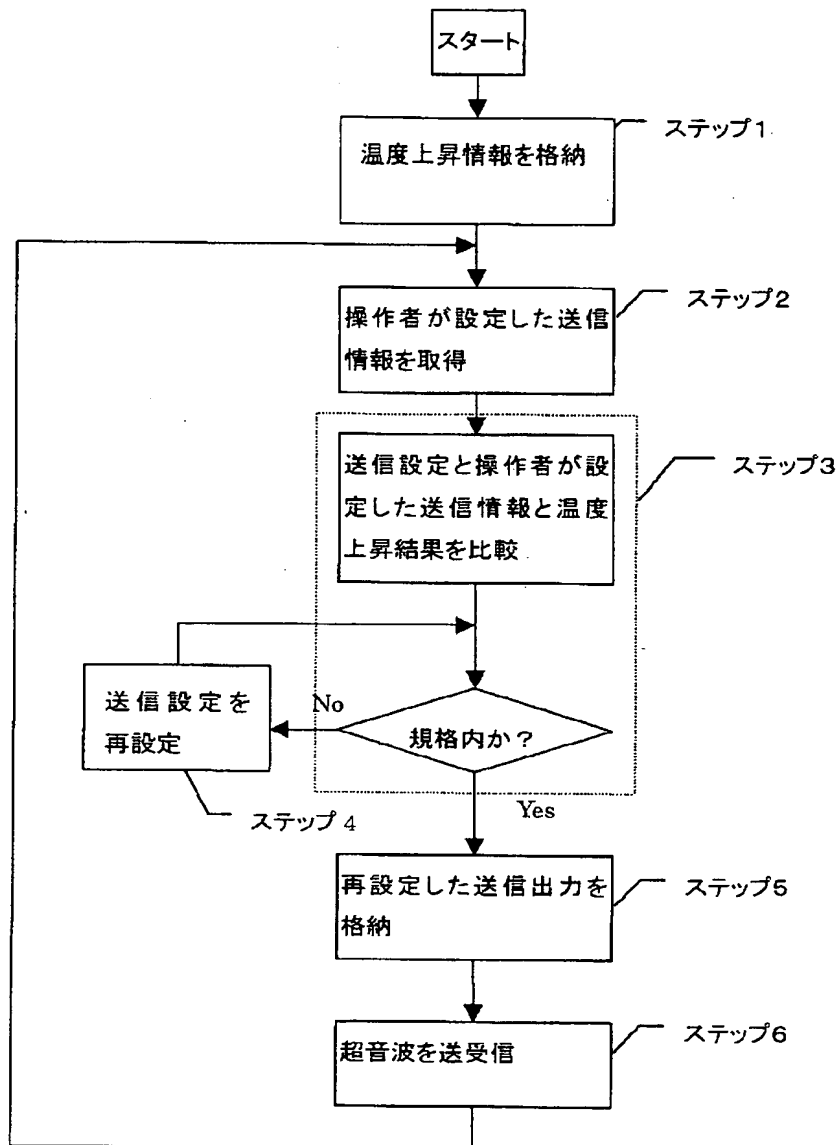 スタート
ステップ1
温度上昇情報を格納
ステップ2
操作者が設定した送信
情報を取得
ステップ3
送信設定と操作者が設
定した送信情報と温度
上昇結果を比較
送信設定を
再設定
No
規格内か？
ステップ4
Yes
ステップ5
再設定した送信出力を
格納
ステップ6
超音波を送受信